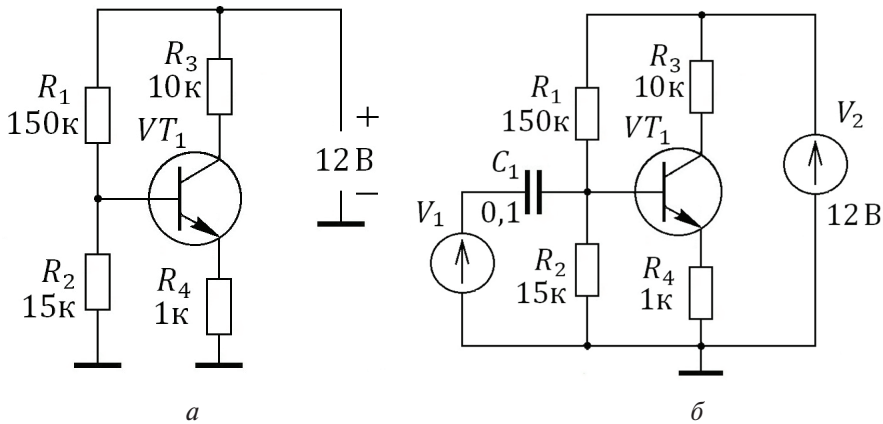 R₁
150к
R₃
10к
VT₁
+
12 В
−
R₂
15к
R₄
1к
а
R₁
150к
R₃
10к
VT₁
V₂
12 В
C₁
0,1
V₁
R₂
15к
R₄
1к
б